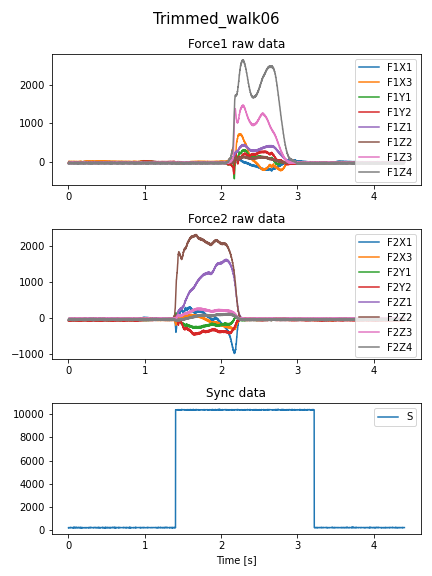 Trimmed_walk06
Force1 raw data
2000
1000
0
F1X1
F1X3
F1Y1
F1Y2
F1Z1
F1Z2
F1Z3
F1Z4
0 1 2 3 4
Force2 raw data
2000
1000
0
−1000
F2X1
F2X3
F2Y1
F2Y2
F2Z1
F2Z2
F2Z3
F2Z4
0 1 2 3 4
Sync data
10000
8000
6000
4000
2000
0
S
0 1 2 3 4
Time [s]